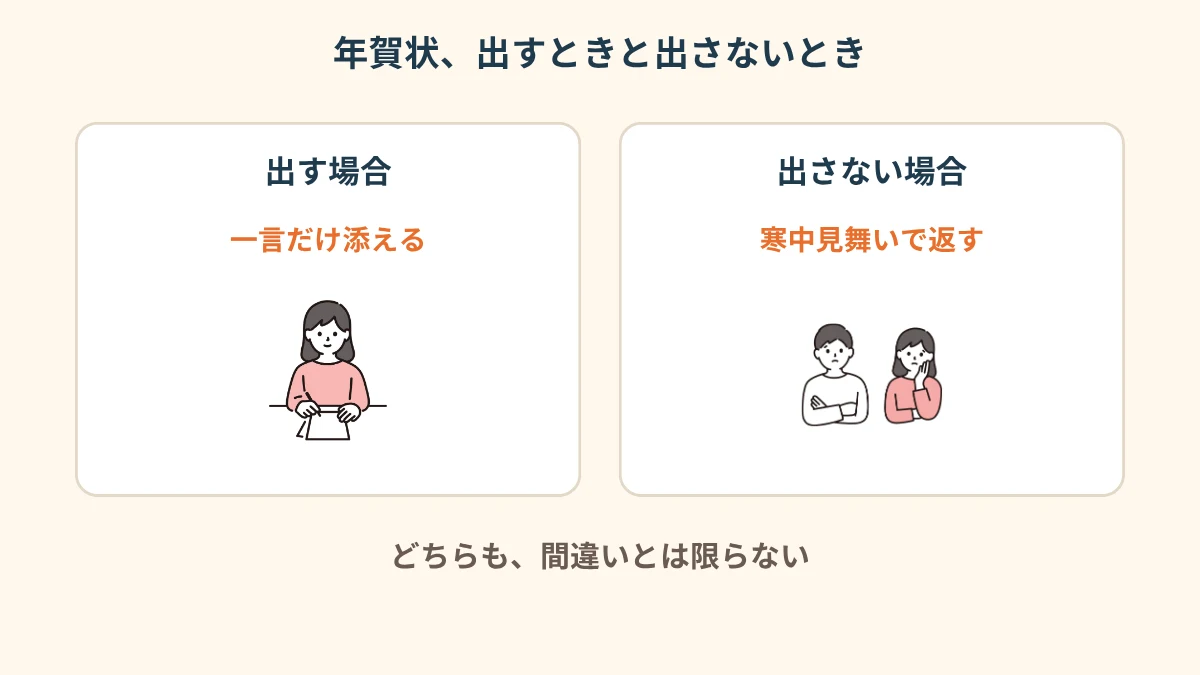 年賀状、出すときと出さないとき
出す場合
一言だけ添える
出さない場合
寒中見舞いで返す
どちらも、間違いとは限らない